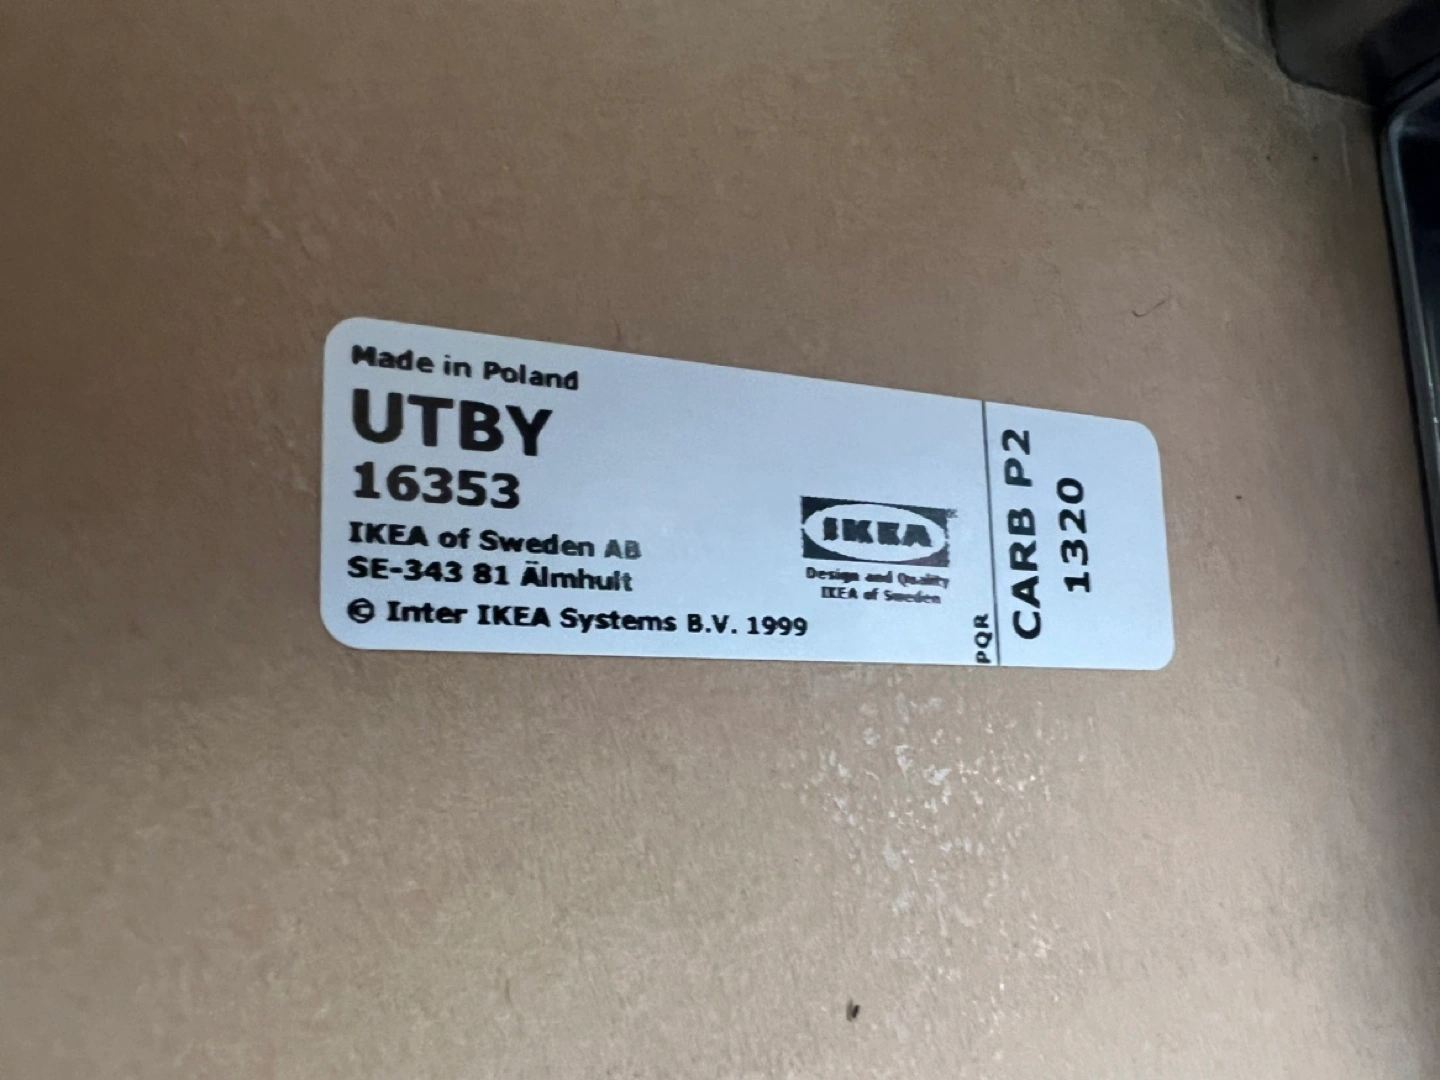 Made in Poland
UTBY
16353
IKEA of Sweden AB
SE-343 81 Älmhult
© Inter IKEA Systems B.V. 1999
IKEA
Design and Quality
IKEA of Sweden
PQR
CARB P2
1320